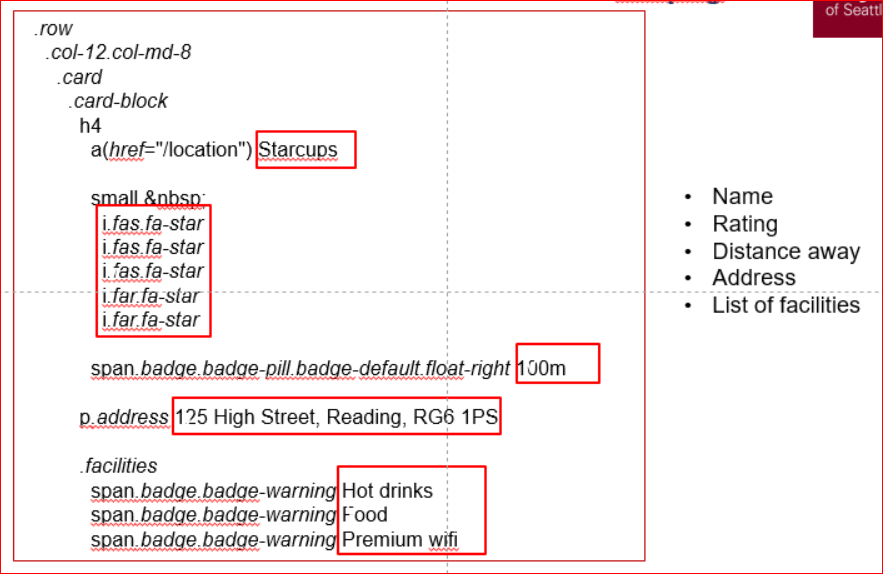 of Seattl
.row
.col-12.col-md-8
.card
.card-block
h4
a(href="/location") Starcups
small &nbsp;
i.fas.fa-star
i.fas.fa-star
i.fas.fa-star
i.far.fa-star
i.far.fa-star
span.badge.badge-pill.badge-default.float-right 100m
p.address 125 High Street, Reading, RG6 1PS
.facilities
span.badge.badge-warning Hot drinks
span.badge.badge-warning Food
span.badge.badge-warning Premium wifi
• Name
• Rating
• Distance away
• Address
• List of facilities